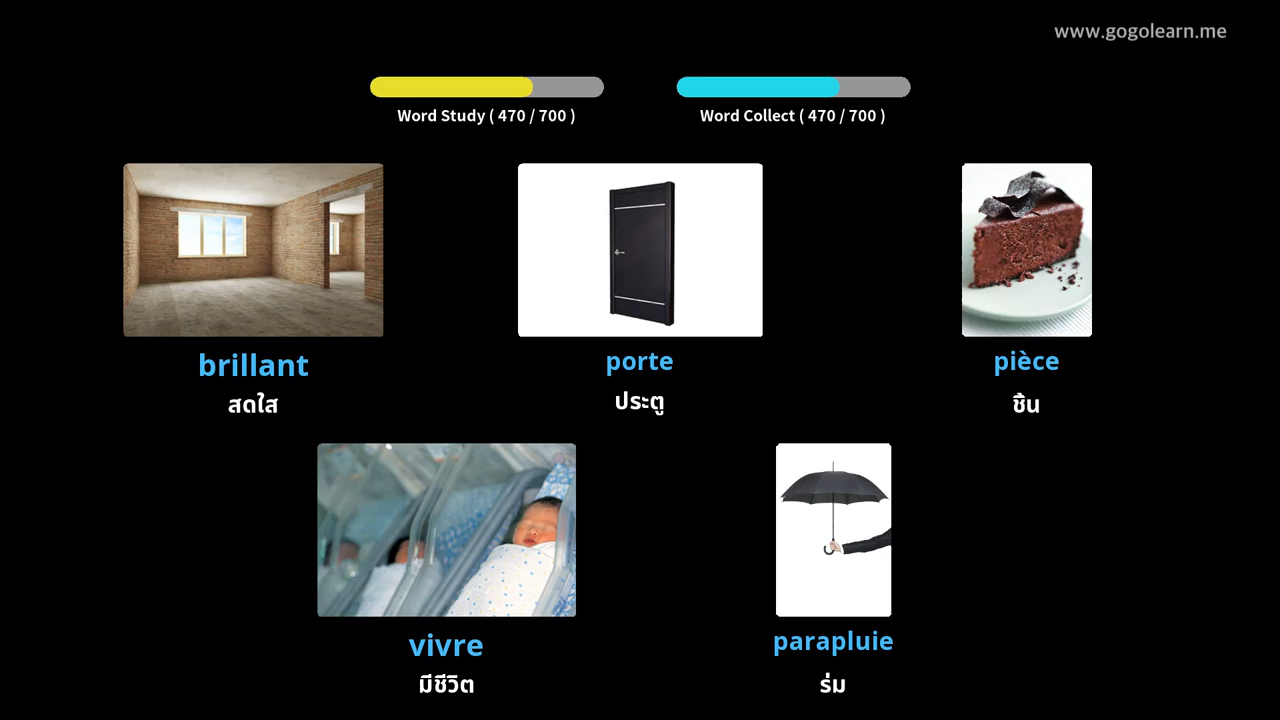 www.gogolearn.me
Word Study ( 470 / 700 )
Word Collect ( 470 / 700 )
brillant
สดใส
porte
ประตู
pièce
ชิ้น
vivre
มีชีวิต
parapluie
ร่ม